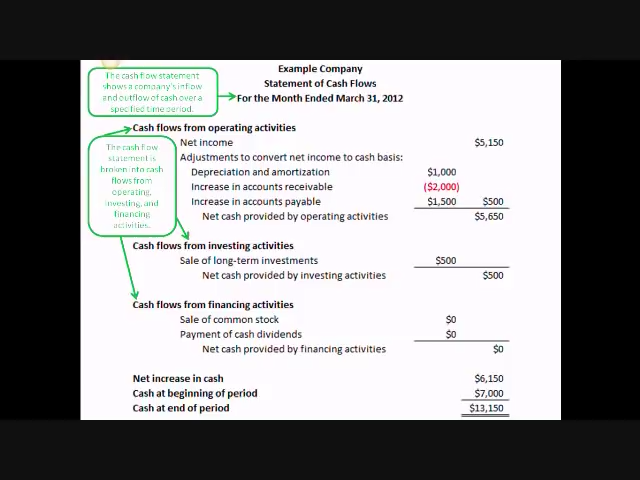 Example Company
Statement of Cash Flows
For the Month Ended March 31, 2012
The cash flow statement
shows a company's inflow
and outflow of cash over a
specified time period.
Cash flows from operating activities
Net income $5,150
Adjustments to convert net income to cash basis:
Depreciation and amortization $1,000
Increase in accounts receivable ($2,000)
Increase in accounts payable $1,500 $500
Net cash provided by operating activities $5,650
The cash flow
statement is
broken into cash
flows from
operating,
investing, and
financing
activities.
Cash flows from investing activities
Sale of long-term investments $500
Net cash provided by investing activities $500
Cash flows from financing activities
Sale of common stock $0
Payment of cash dividends $0
Net cash provided by financing activities $0
Net increase in cash $6,150
Cash at beginning of period $7,000
Cash at end of period $13,150